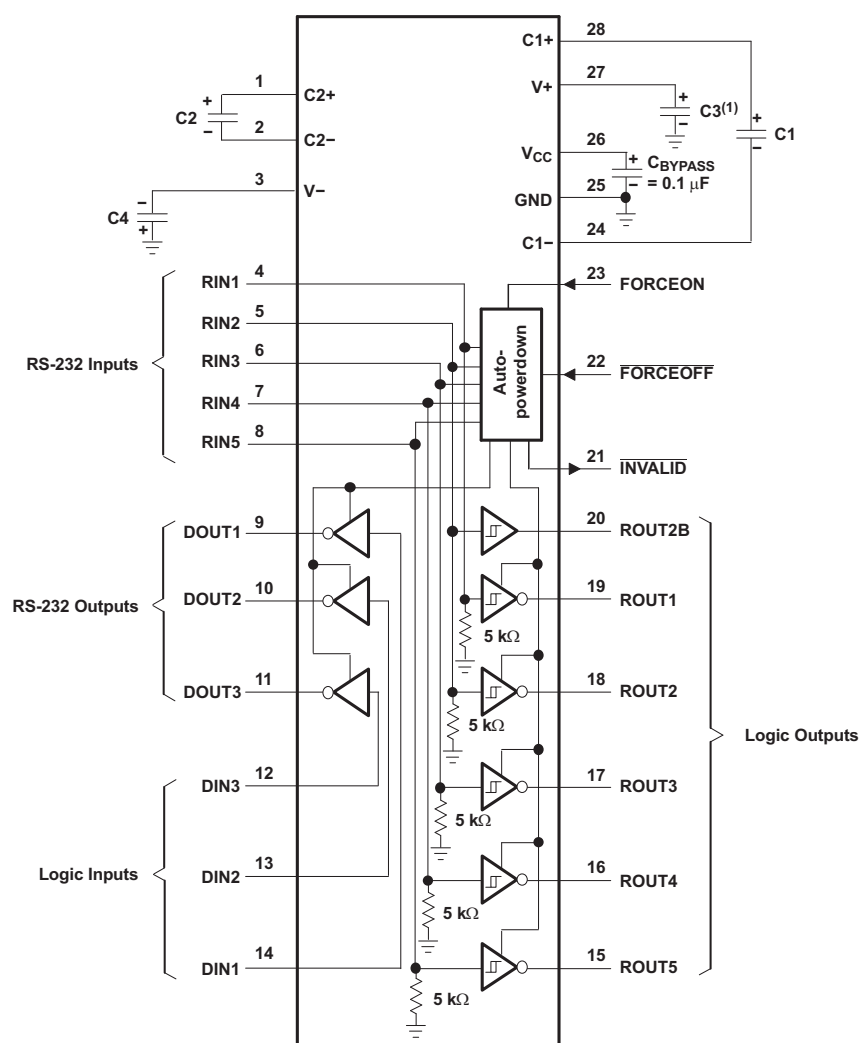 28
C1+
27
V+
1
C2+
+
+
C3(1)
+
C2
C1
−
−
−
2
C2−
26
VCC
+
CBYPASS
= 0.1 μF
−
3
V−
25
GND
−
C4
+
24
C1−
4
RIN1
23
FORCEON
5
RIN2
RS-232 Inputs
6
RIN3
Auto-
powerdown
22
FORCEOFF
7
RIN4
8
RIN5
21
INVALID
9
DOUT1
20
ROUT2B
RS-232 Outputs
10
DOUT2
19
ROUT1
5 kΩ
11
DOUT3
18
ROUT2
5 kΩ
Logic Outputs
12
DIN3
17
ROUT3
5 kΩ
Logic Inputs
13
DIN2
16
ROUT4
5 kΩ
14
DIN1
15
ROUT5
5 kΩ